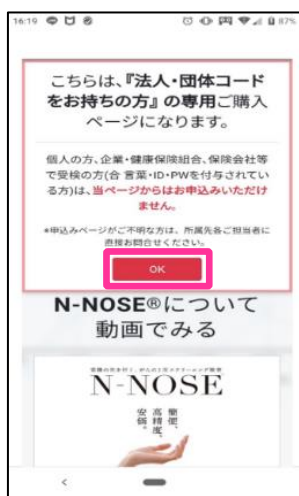 16:19
87%
こちらは、『法人・団体コード
をお持ちの方』の専用ご購入
ページになります。
個人の方、企業・健康保険組合、保険会社等
で受検の方(合言葉・ID・PWを付与されてい
る方)は、当ページからはお申込みいただけ
ません。
*申込みページがご不明な方は、所属先各ご担当者に
直接お問合せください。
OK
N-NOSE®について
動画でみる
N-NOSE
簡便、
高精度、
安価。